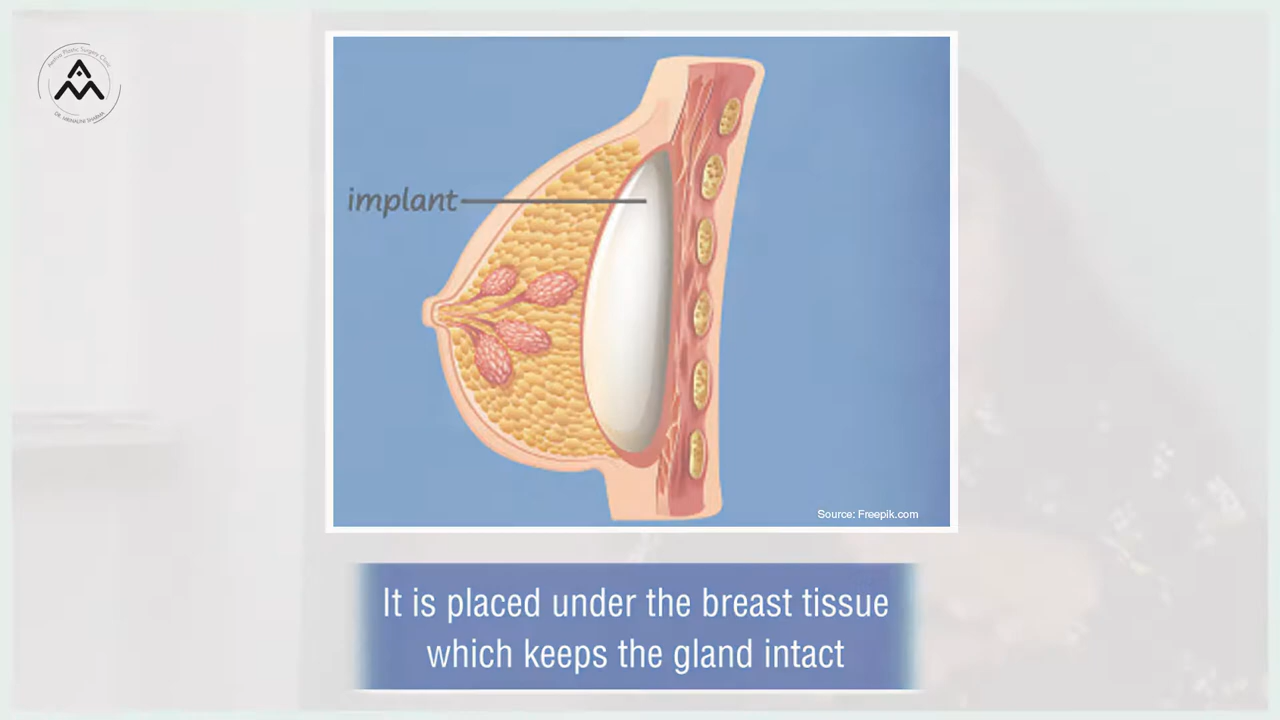 implant
Source: Freepik.com
It is placed under the breast tissue
which keeps the gland intact